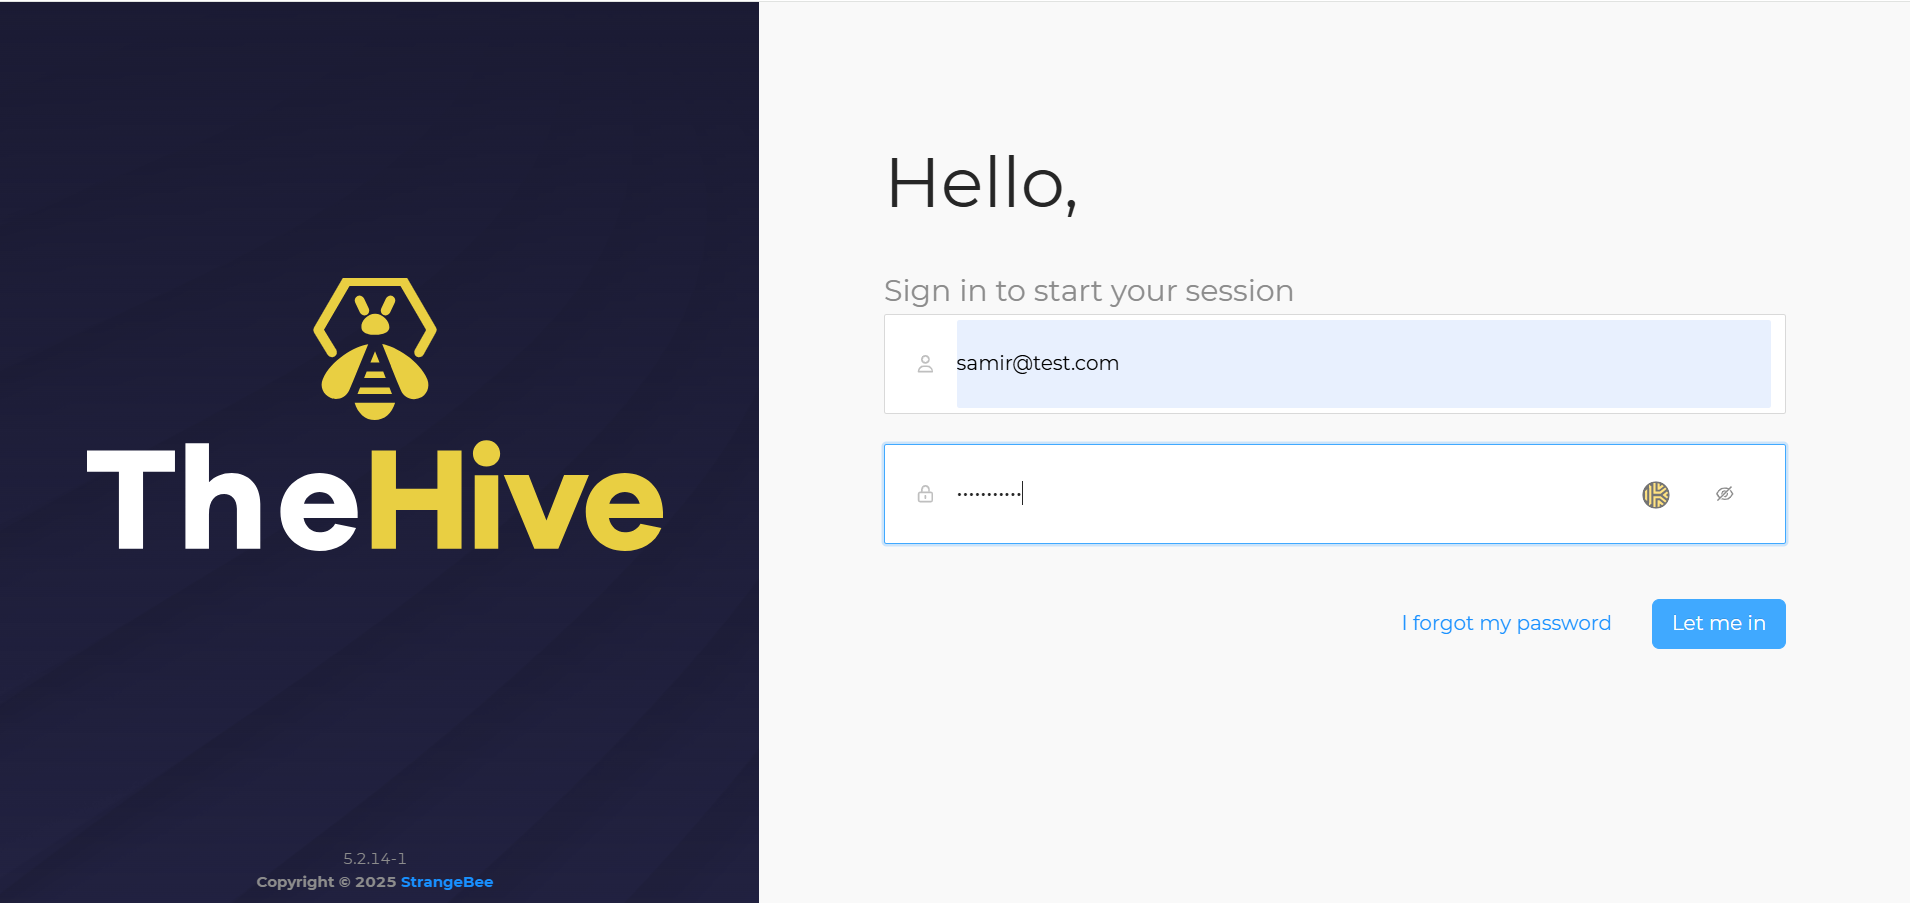 TheHive
5.2.14-1
Copyright © 2025 StrangeBee
Hello,
Sign in to start your session
samir@test.com
•••••••••••
I forgot my password
Let me in